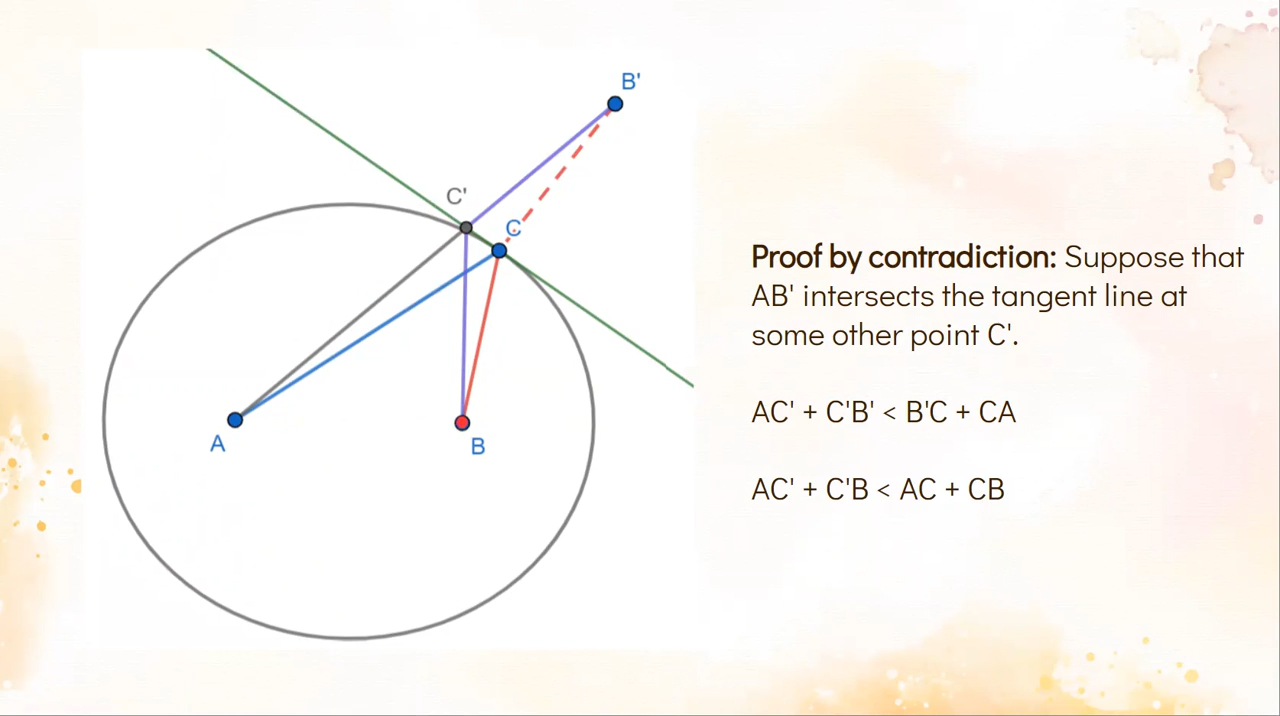 B'
C'
C
A
B
Proof by contradiction: Suppose that
AB' intersects the tangent line at
some other point C'.
AC' + C'B' < B'C + CA
AC' + C'B < AC + CB